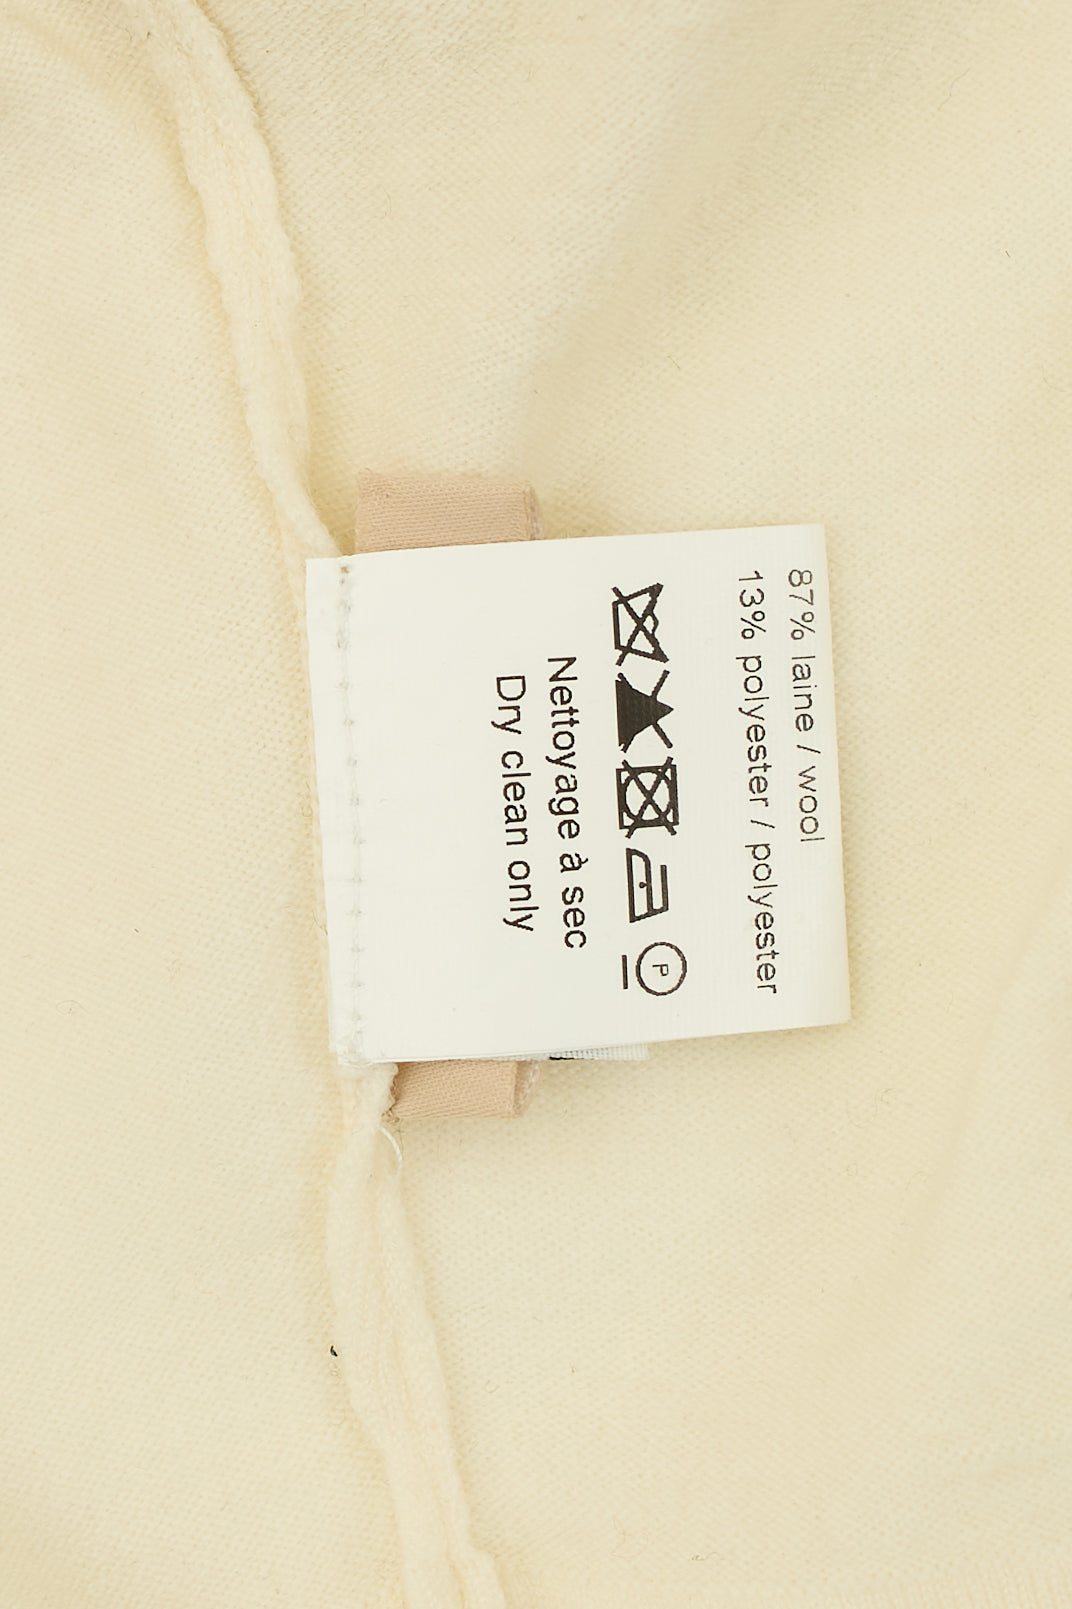 87% laine / wool
13% polyester / polyester
P
Nettoyage à sec
Dry clean only